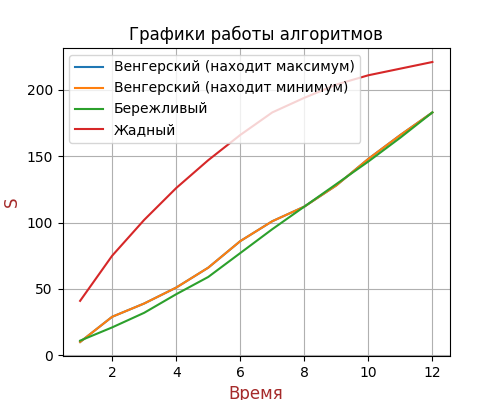 Графики работы алгоритмов
Венгерский (находит максимум)
Венгерский (находит минимум)
Бережливый
Жадный
200
150
100
50
0
S
2 4 6 8 10 12
Время